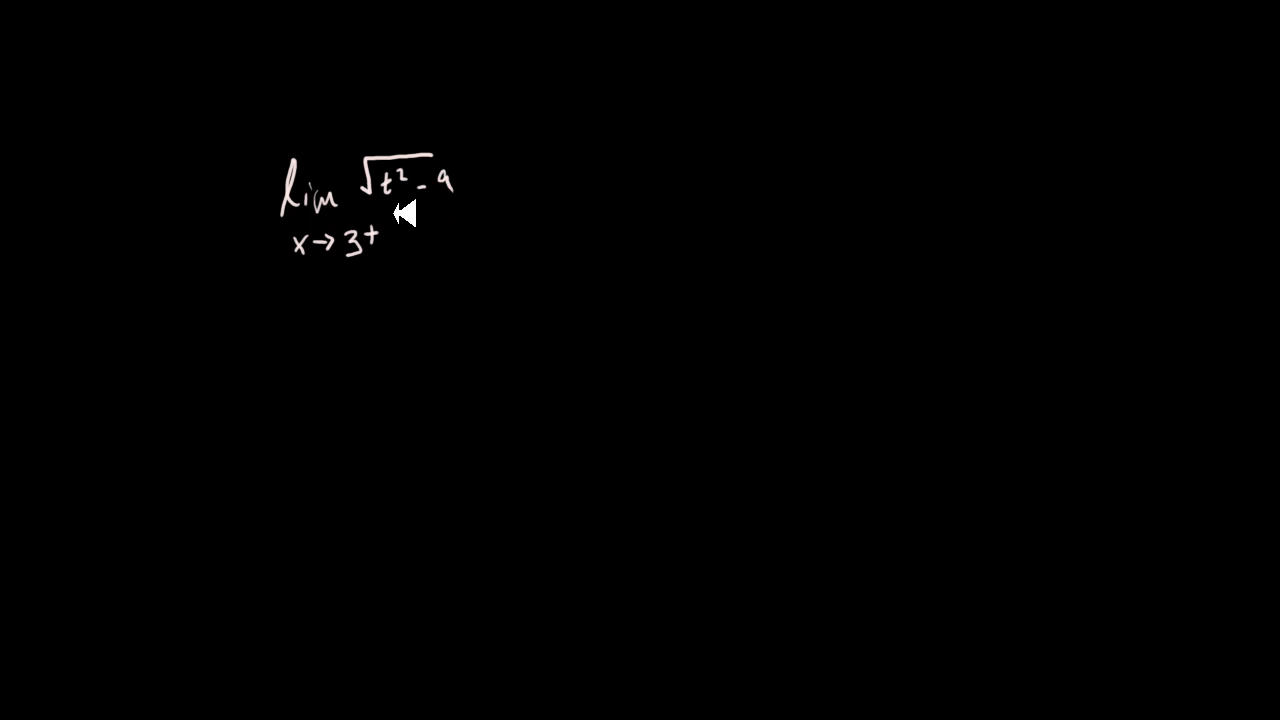 lim √t² - 9
x → 3⁺